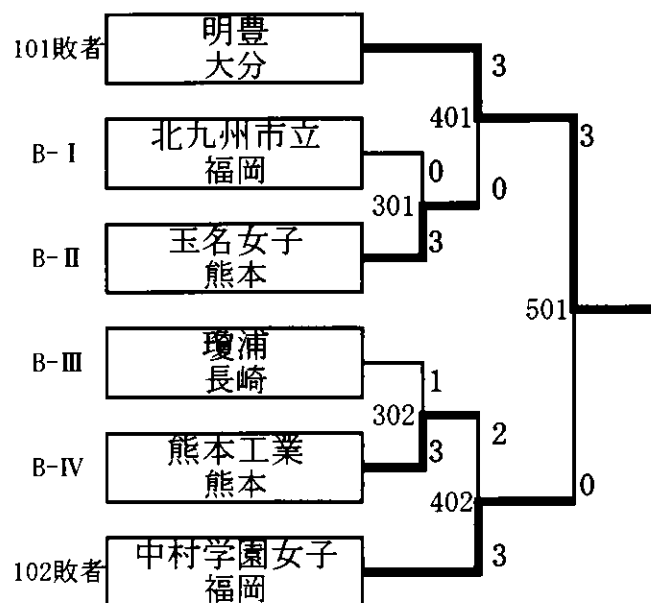 101敗者
明豊
大分
3
401
3
B-Ⅰ
北九州市立
福岡
0
0
301
B-Ⅱ
玉名女子
熊本
3
501
B-Ⅲ
瓊浦
長崎
1
302
2
B-Ⅳ
熊本工業
熊本
3
0
402
102敗者
中村学園女子
福岡
3